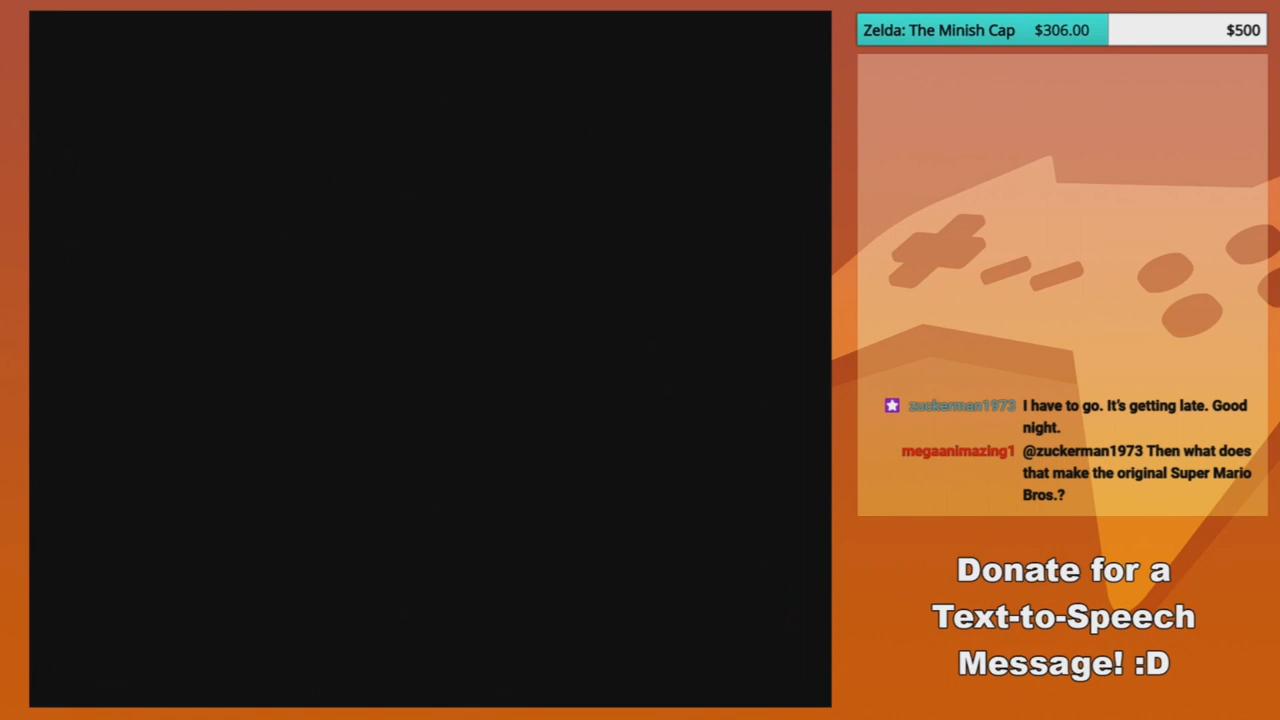 Zelda: The Minish Cap $306.00 $500
zuckerman1973 I have to go. It's getting late. Good
night.
megaanimazing1 @zuckerman1973 Then what does
that make the original Super Mario
Bros.?
Donate for a
Text-to-Speech
Message! :D